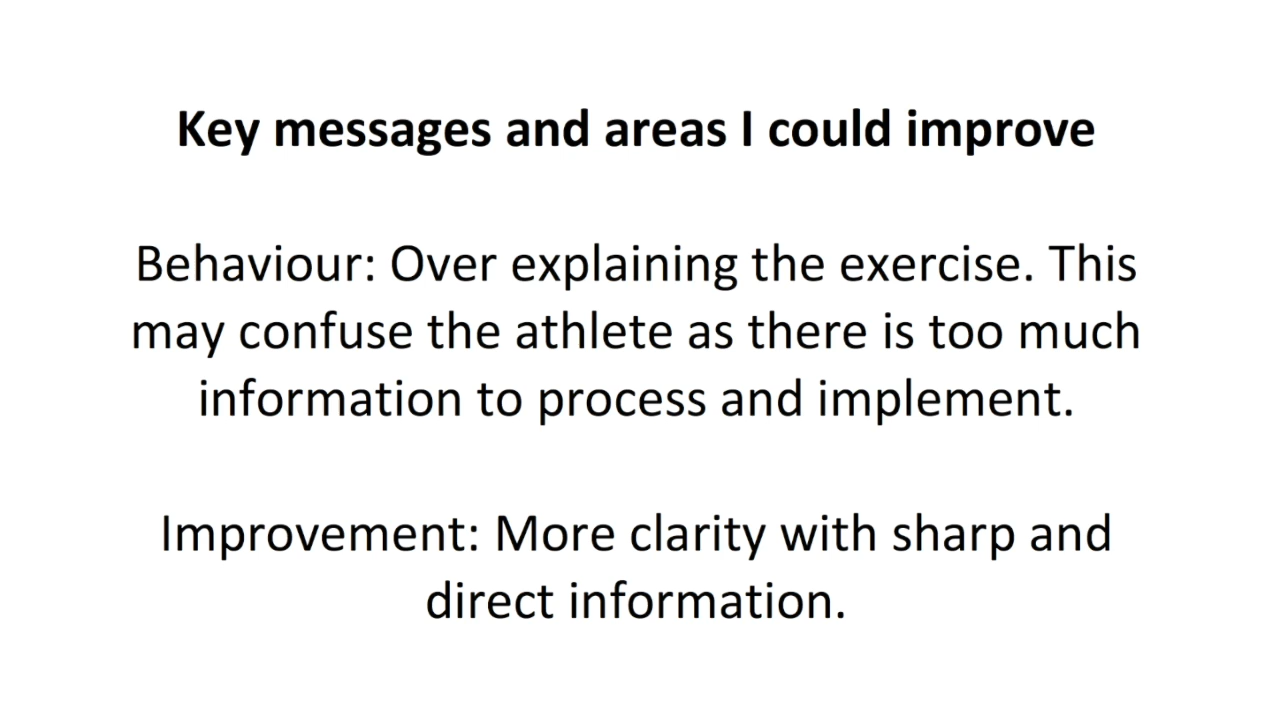 Key messages and areas I could improve
Behaviour: Over explaining the exercise. This
may confuse the athlete as there is too much
information to process and implement.
Improvement: More clarity with sharp and
direct information.